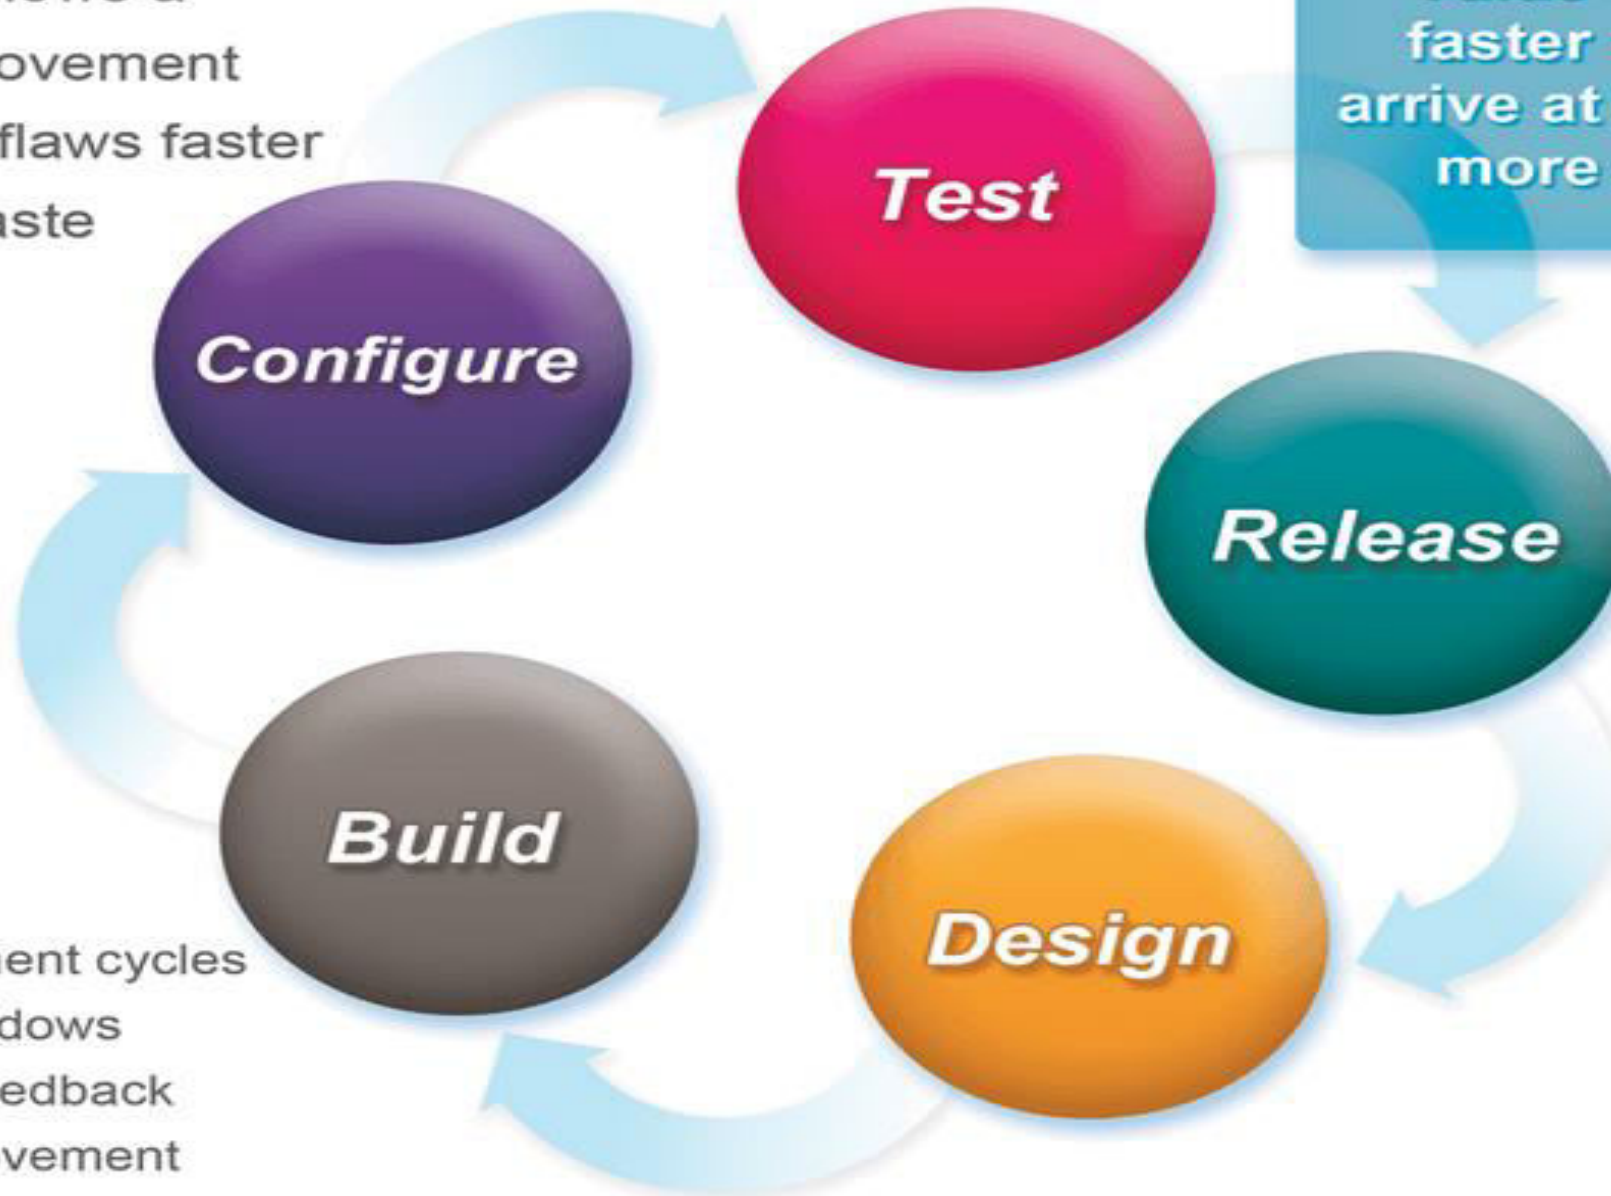 ovement
flaws faster
aste
faster
arrive at
more
Test
Configure
Release
Build
Design
ent cycles
dows
edback
vement